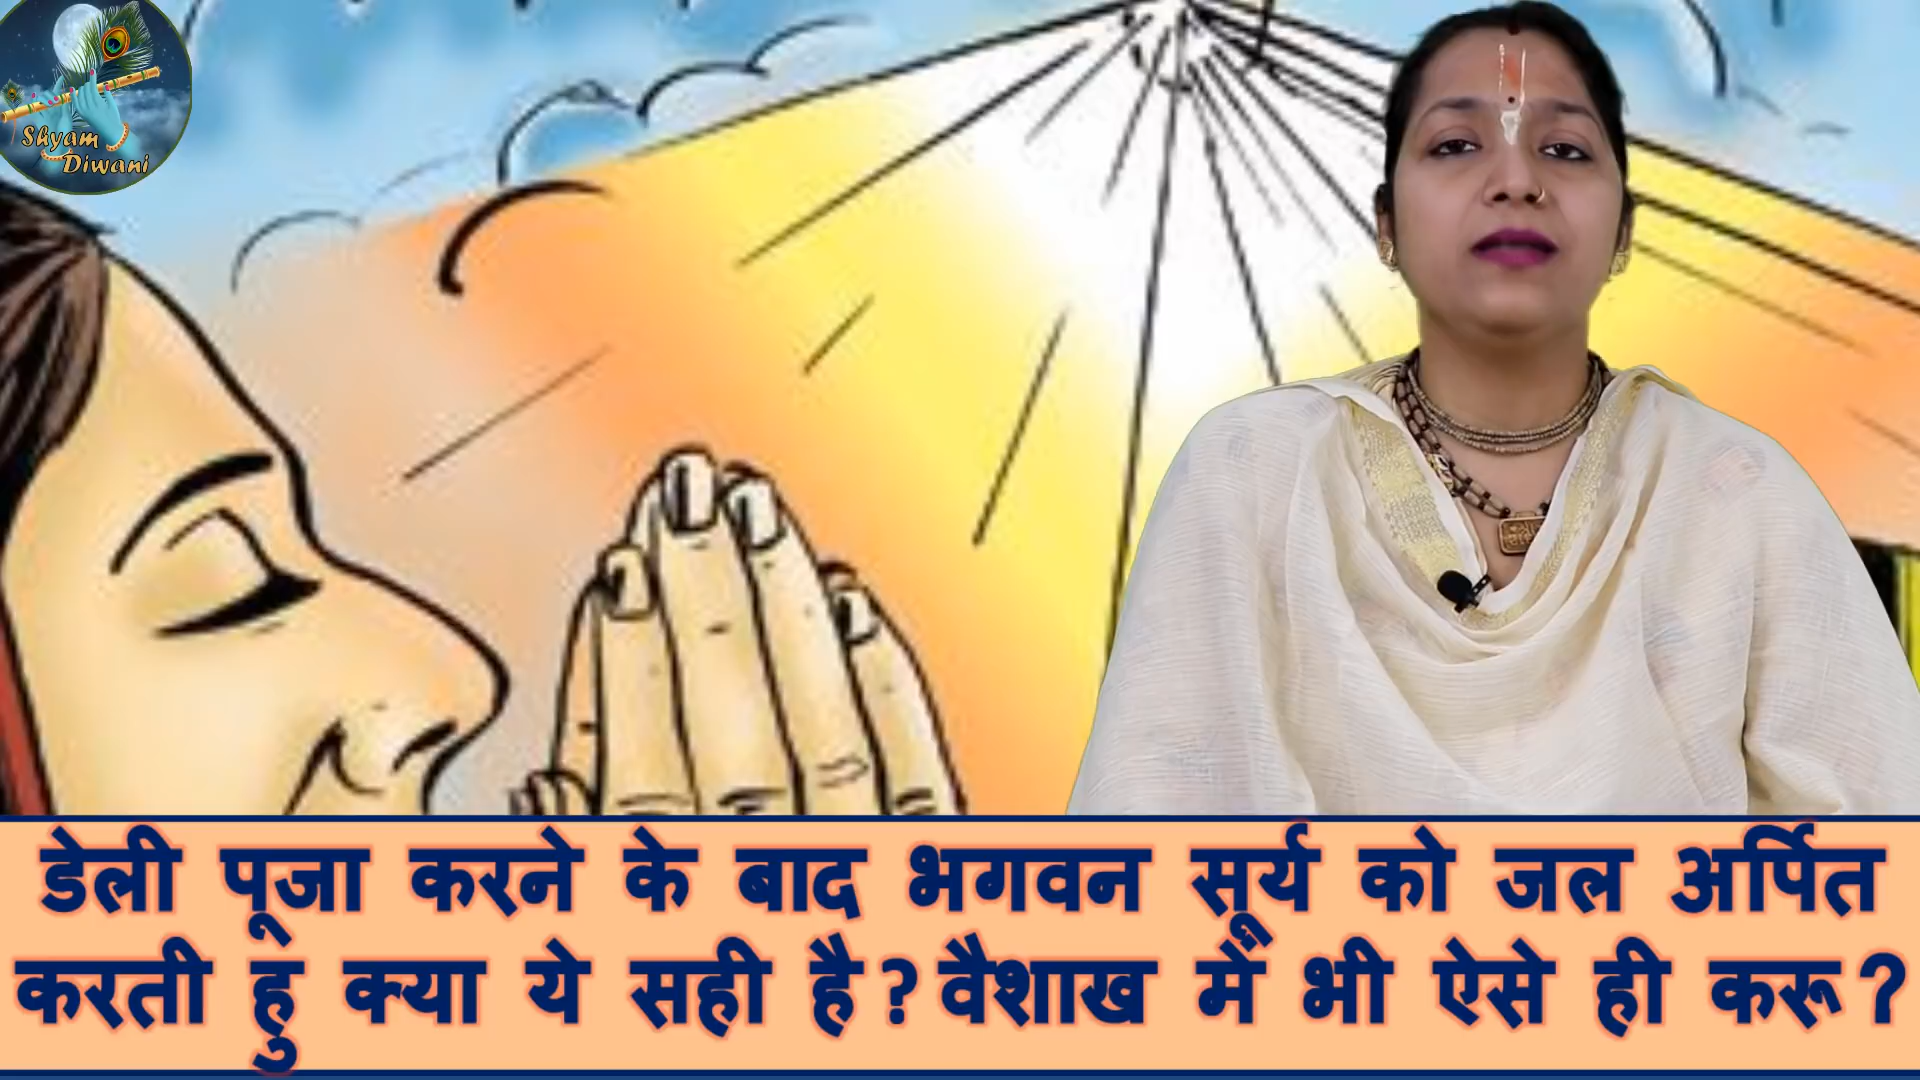 Shyam
Diwani
डेली पूजा करने के बाद भगवन सूर्य को जल अर्पित
करती हु क्या ये सही है? वैशाख में भी ऐसे ही करू?